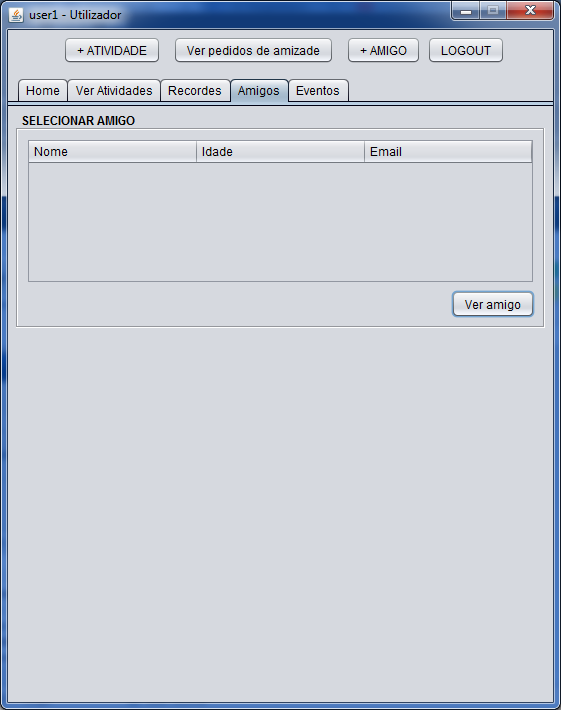 user1 - Utilizador
+ ATIVIDADE Ver pedidos de amizade + AMIGO LOGOUT
Home Ver Atividades Recordes Amigos Eventos
SELECIONAR AMIGO
Nome Idade Email
Ver amigo